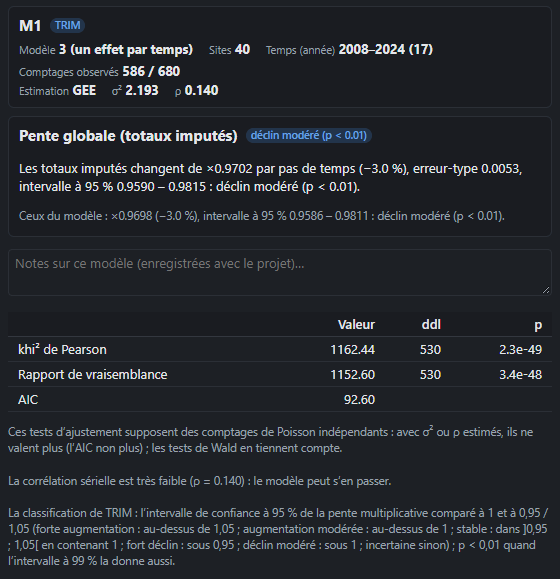 M1 TRIM
Modèle 3 (un effet par temps) Sites 40 Temps (année) 2008–2024 (17)
Comptages observés 586 / 680
Estimation GEE σ² 2.193 ρ 0.140
Pente globale (totaux imputés) déclin modéré (p < 0.01)
Les totaux imputés changent de ×0.9702 par pas de temps (−3.0 %), erreur-type 0.0053,
intervalle à 95 % 0.9590 – 0.9815 : déclin modéré (p < 0.01).
Ceux du modèle : ×0.9698 (−3.0 %), intervalle à 95 % 0.9586 – 0.9811 : déclin modéré (p < 0.01).
Notes sur ce modèle (enregistrées avec le projet)…
Valeur ddl p
khi² de Pearson 1162.44 530 2.3e-49
Rapport de vraisemblance 1152.60 530 3.4e-48
AIC 92.60
Ces tests d’ajustement supposent des comptages de Poisson indépendants : avec σ² ou ρ estimés, ils ne
valent plus (l’AIC non plus) ; les tests de Wald en tiennent compte.
La corrélation sérielle est très faible (ρ = 0.140) : le modèle peut s’en passer.
La classification de TRIM : l’intervalle de confiance à 95 % de la pente multiplicative comparé à 1 et à 0,95 /
1,05 (forte augmentation : au-dessus de 1,05 ; augmentation modérée : au-dessus de 1 ; stable : dans ]0,95
; 1,05[ en contenant 1 ; fort déclin : sous 0,95 ; déclin modéré : sous 1 ; incertaine sinon) ; p < 0,01 quand
l’intervalle à 99 % la donne aussi.